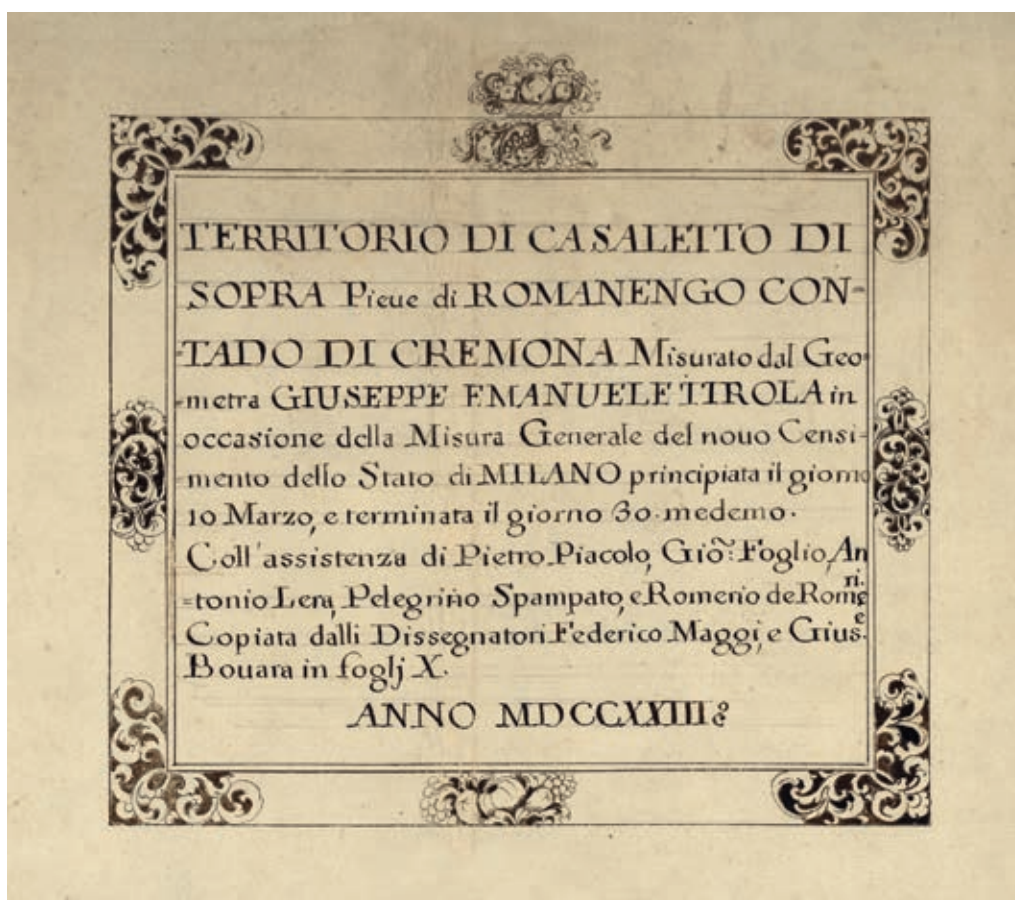 TERRITORIO DI CASALETTO DI
SOPRA Pieue di ROMANENGO CON=
=TADO DI CREMONA Misurato dal Geo=
=metra GIUSEPPE EMANUELE TIROLA in
occasione della Misura Generale del nouo Censi=
=mento dello Stato di MILANO principiata il giorno
10 Marzo, e terminata il giorno 30. medemo.
Coll'assistenza di Pietro Piacolo, Gio: Foglio, An
=tonio Lera, Pelegrino Spampato, e Romerio de Romeri.
Copiata dalli Dissegnatori Federico Maggi, e Giuse.
Bouara in foglj X.
ANNO MDCCXXIII